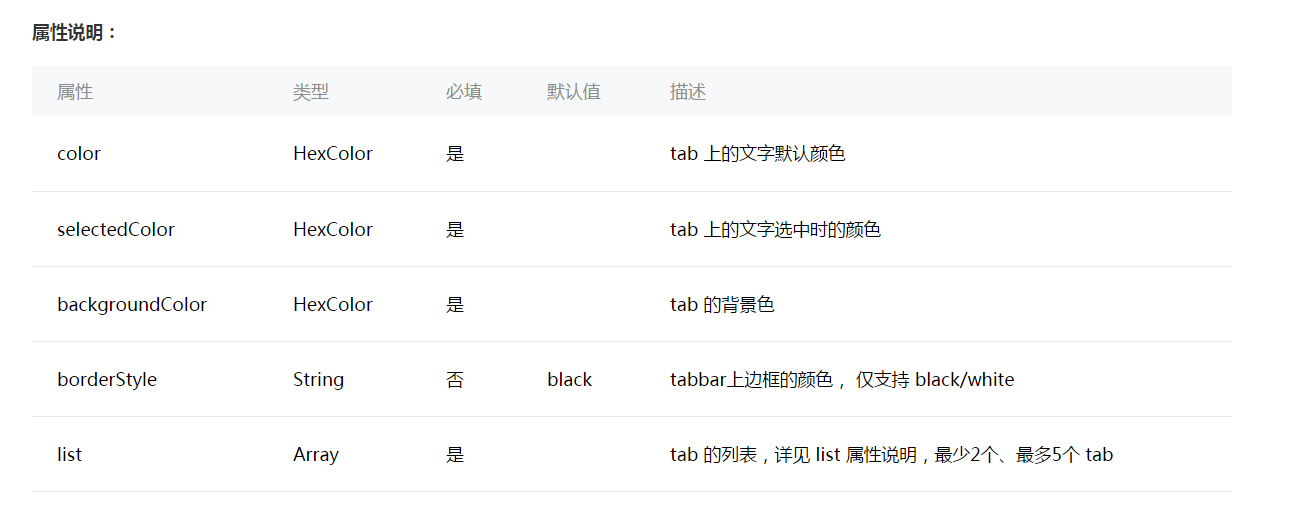 属性说明：
属性 类型 必填 默认值 描述
color HexColor 是 tab 上的文字默认颜色
selectedColor HexColor 是 tab 上的文字选中时的颜色
backgroundColor HexColor 是 tab 的背景色
borderStyle String 否 black tabbar上边框的颜色， 仅支持 black/white
list Array 是 tab 的列表，详见 list 属性说明，最少2个、最多5个 tab